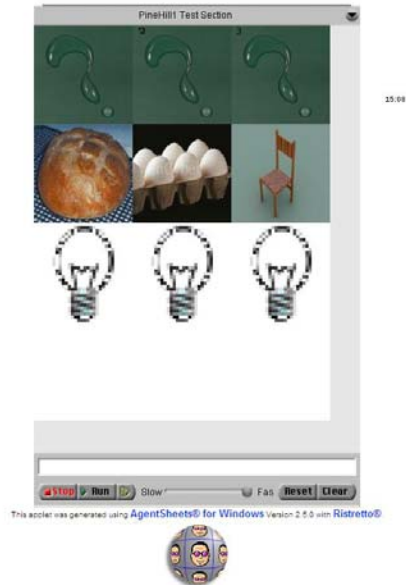 PineHill1 Test Section
2 3
15:08
Stop Run Slow Fas Reset Clear
This applet was generated using AgentSheets® for Windows Version 2.5.0 with Ristretto®